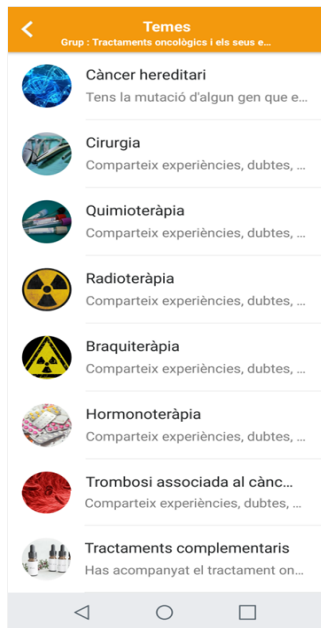 Temes
Grup : Tractaments oncològics i els seus e...
Càncer hereditari
Tens la mutació d'algun gen que e...
Cirurgia
Comparteix experiències, dubtes, ...
Quimioteràpia
Comparteix experiències, dubtes, ...
Radioteràpia
Comparteix experiències, dubtes, ...
Braquiteràpia
Comparteix experiències, dubtes, ...
Hormonoteràpia
Comparteix experiències, dubtes, ...
Trombosi associada al cànc...
Comparteix experiències, dubtes, ...
Tractaments complementaris
Has acompanyat el tractament on...